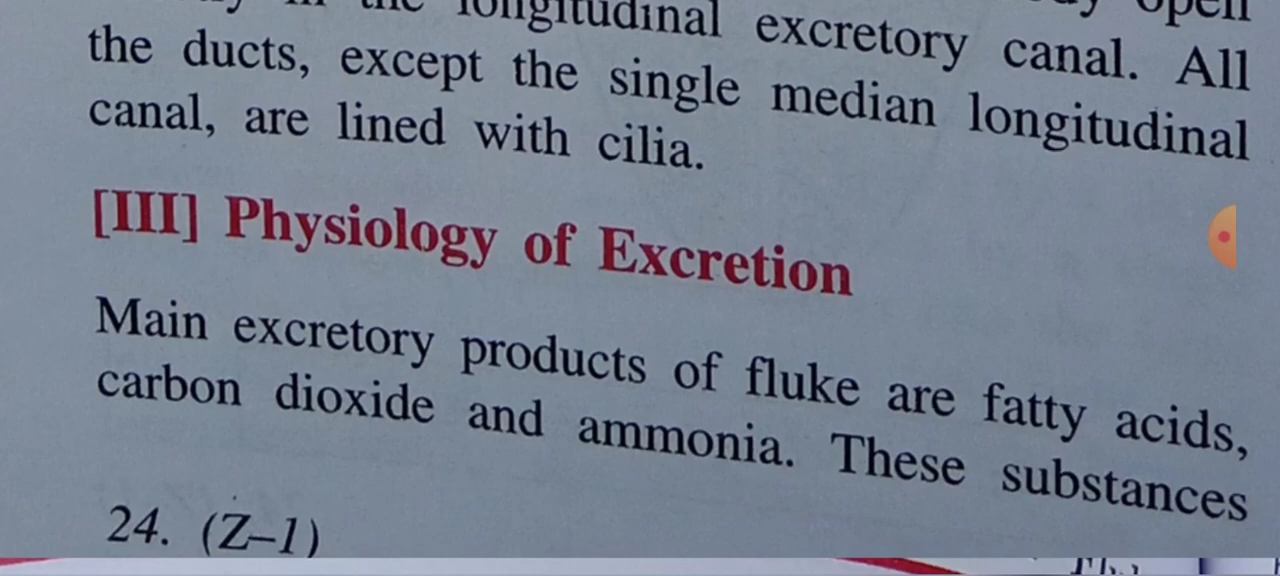 the longitudinal excretory canal. All
the ducts, except the single median longitudinal
canal, are lined with cilia.
[III] Physiology of Excretion
Main excretory products of fluke are fatty acids,
carbon dioxide and ammonia. These substances
24. (Z–1)